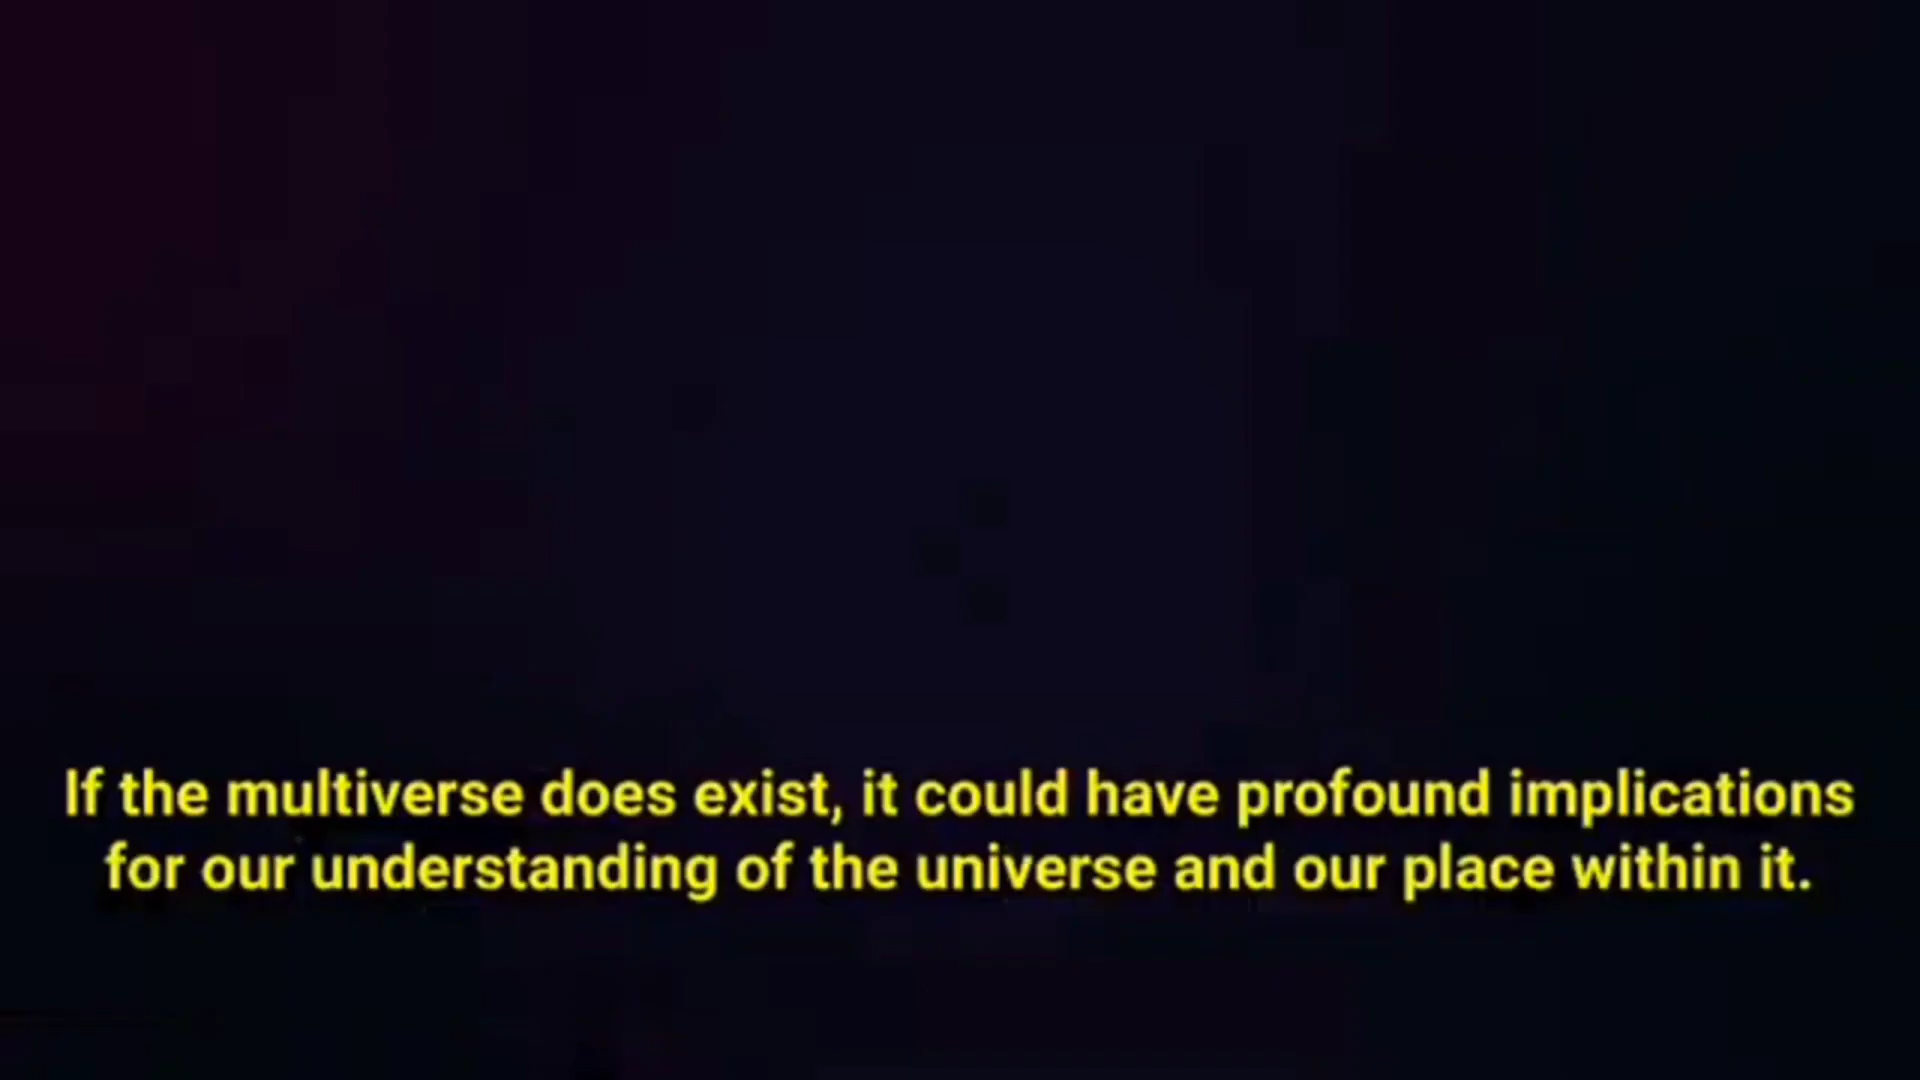 If the multiverse does exist, it could have profound implications
for our understanding of the universe and our place within it.